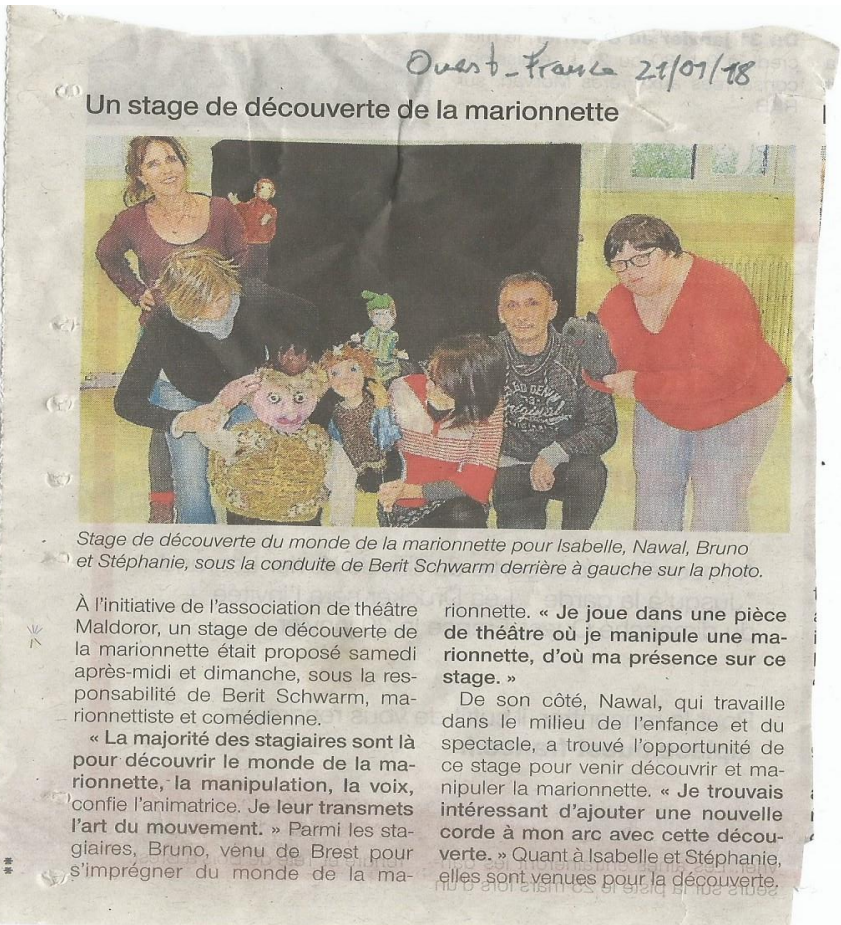 Ouest-France 21/01/18
Un stage de découverte de la marionnette
Stage de découverte du monde de la marionnette pour Isabelle, Nawal, Bruno
et Stéphanie, sous la conduite de Berit Schwarm derrière à gauche sur la photo.
À l'initiative de l'association de théâtre
Maldoror, un stage de découverte de
la marionnette était proposé samedi
après-midi et dimanche, sous la res-
ponsabilité de Berit Schwarm, ma-
rionnettiste et comédienne.
« La majorité des stagiaires sont là
pour découvrir le monde de la ma-
rionnette, la manipulation, la voix,
confie l'animatrice. Je leur transmets
l'art du mouvement. » Parmi les sta-
giaires, Bruno, venu de Brest pour
s'imprégner du monde de la ma-
rionnette. « Je joue dans une pièce
de théâtre où je manipule une ma-
rionnette, d'où ma présence sur ce
stage. »
De son côté, Nawal, qui travaille
dans le milieu de l'enfance et du
spectacle, a trouvé l'opportunité de
ce stage pour venir découvrir et ma-
nipuler la marionnette. « Je trouvais
intéressant d'ajouter une nouvelle
corde à mon arc avec cette décou-
verte. » Quant à Isabelle et Stéphanie,
elles sont venues pour la découverte.